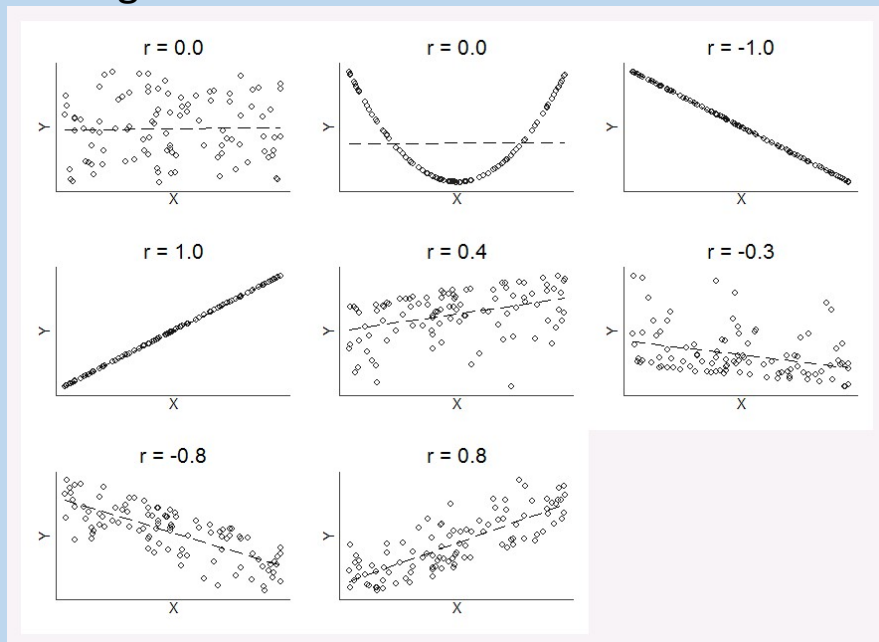 r = 0.0
Y
X
r = 0.0
Y
X
r = -1.0
Y
X
r = 1.0
Y
X
r = 0.4
Y
X
r = -0.3
Y
X
r = -0.8
Y
X
r = 0.8
Y
X